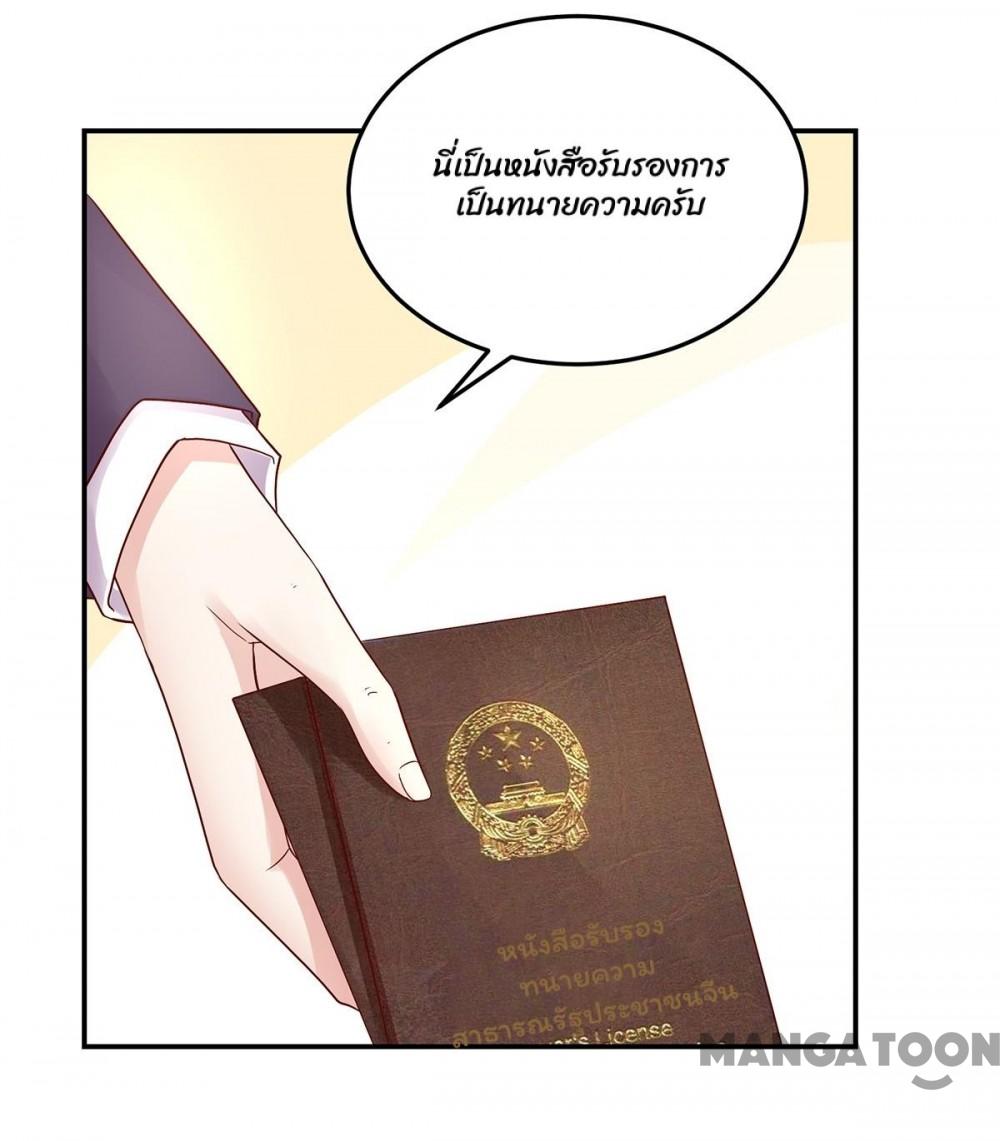 นี่เป็นหนังสือรับรองการ
เป็นทนายความครับ
หนังสือรับรอง
ทนายความ
สาธารณรัฐประชาชนจีน
License
MANGATOON